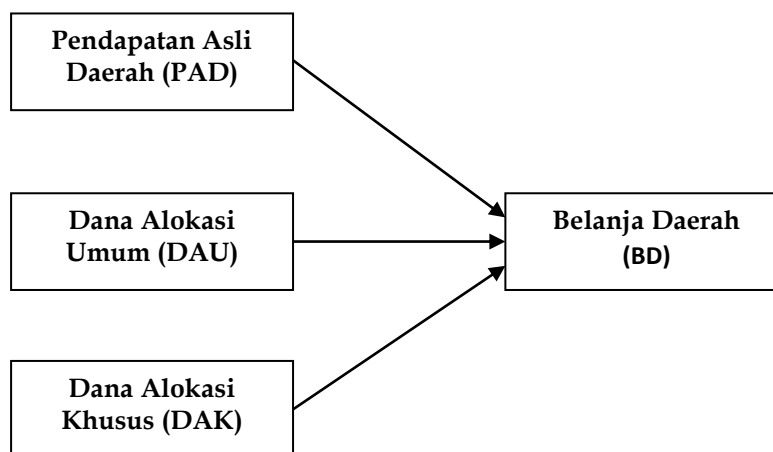 Pendapatan Asli
Daerah (PAD)
Dana Alokasi
Umum (DAU)
Belanja Daerah
(BD)
Dana Alokasi
Khusus (DAK)